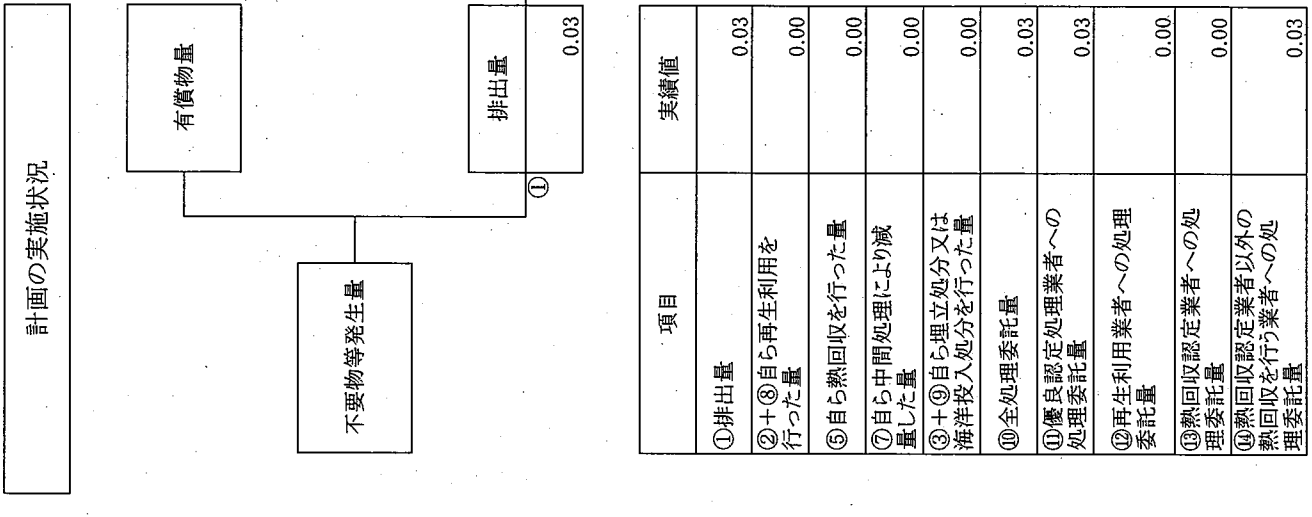 計画の実施状況
不要物等発生量
有償物量
①
排出量
0.03
項目
実績値
①排出量
0.03
②+⑧自ら再生利用を
行った量
0.00
⑤自ら熱回収を行った量
0.00
⑦自ら中間処理により減
量した量
0.00
③+⑨自ら埋立処分又は
海洋投入処分を行った量
0.00
⑩全処理委託量
0.03
⑪優良認定処理業者への
処理委託量
0.03
⑫再生利用業者への処理
委託量
0.00
⑬熱回収認定業者への処
理委託量
0.00
⑭熱回収認定業者以外の
熱回収を行う業者への処
理委託量
0.03